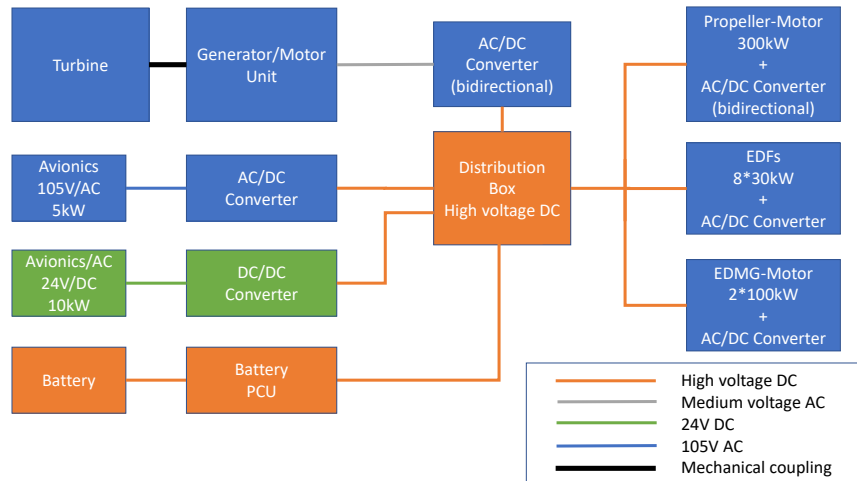 Turbine
Generator/Motor
Unit
AC/DC
Converter
(bidirectional)
Propeller-Motor
300kW
+
AC/DC Converter
(bidirectional)
Avionics
105V/AC
5kW
AC/DC
Converter
Distribution
Box
High voltage DC
EDFs
8*30kW
+
AC/DC Converter
Avionics/AC
24V/DC
10kW
DC/DC
Converter
EDMG-Motor
2*100kW
+
AC/DC Converter
Battery
Battery
PCU
High voltage DC
Medium voltage AC
24V DC
105V AC
Mechanical coupling